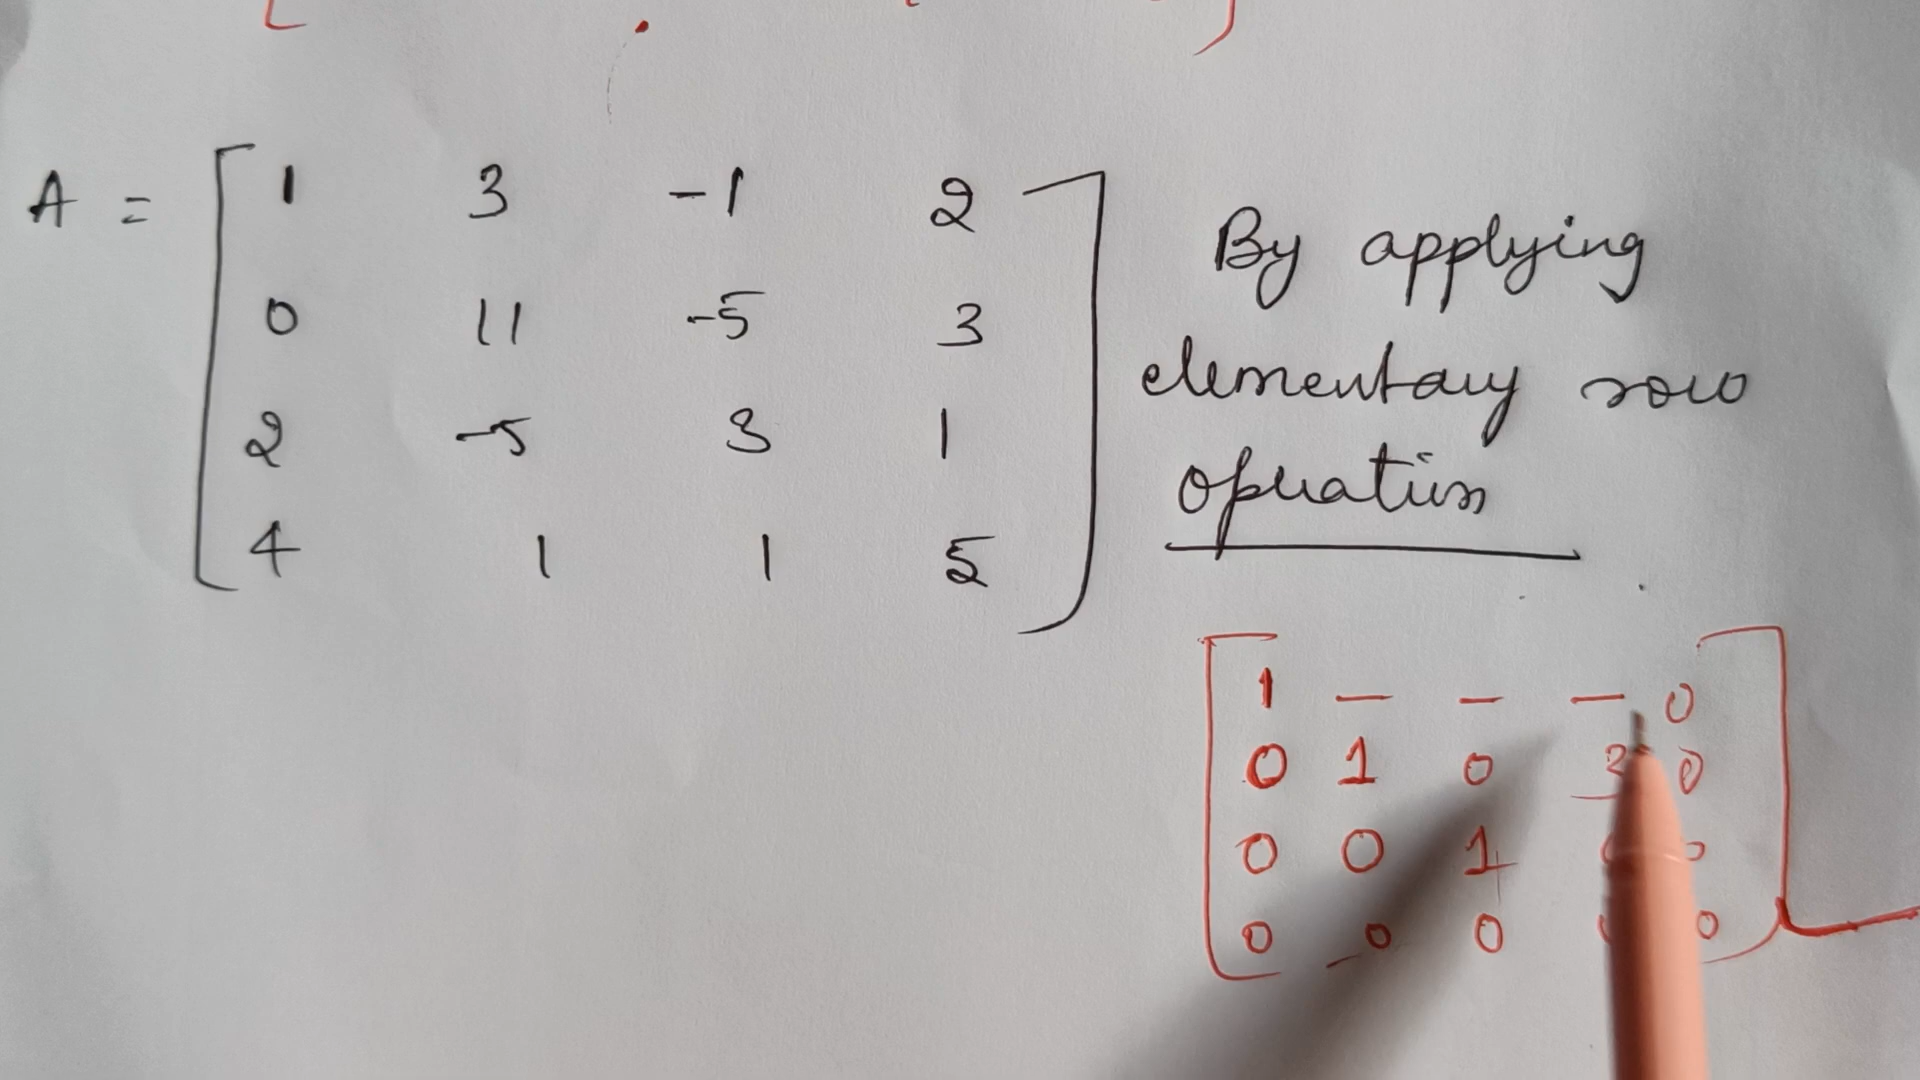 A = [ 1 3 -1 2
0 11 -5 3
2 -5 3 1
4 1 1 5 ]
By applying
elementary row
operation
[ 1 — — — 0
0 1 0 0
0 0 1
0 0 0 0 ]